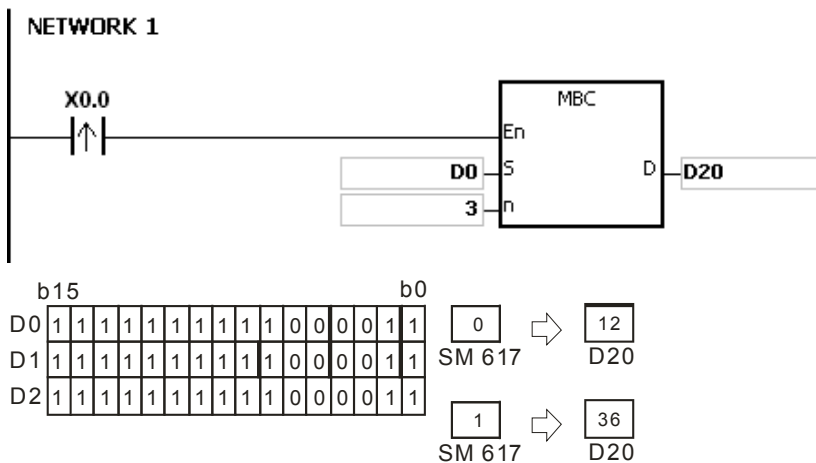 NETWORK 1
X0.0
MBC
En
D0 S D D20
3 n
b15 b0
D0 1 1 1 1 1 1 1 1 1 1 0 0 0 0 1 1 0 12
D1 1 1 1 1 1 1 1 1 1 1 0 0 0 0 1 1 SM 617 D20
D2 1 1 1 1 1 1 1 1 1 1 0 0 0 0 1 1
1 36
SM 617 D20